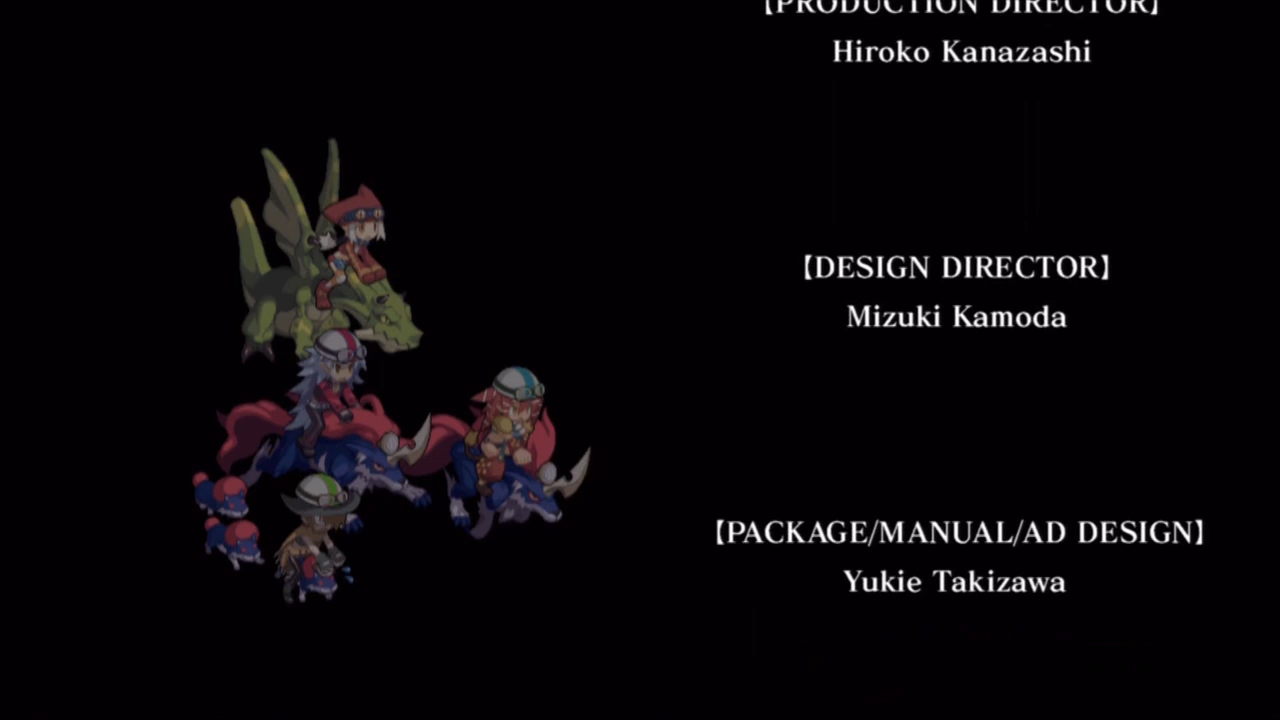 【PRODUCTION DIRECTOR】
Hiroko Kanazashi
【DESIGN DIRECTOR】
Mizuki Kamoda
【PACKAGE/MANUAL/AD DESIGN】
Yukie Takizawa